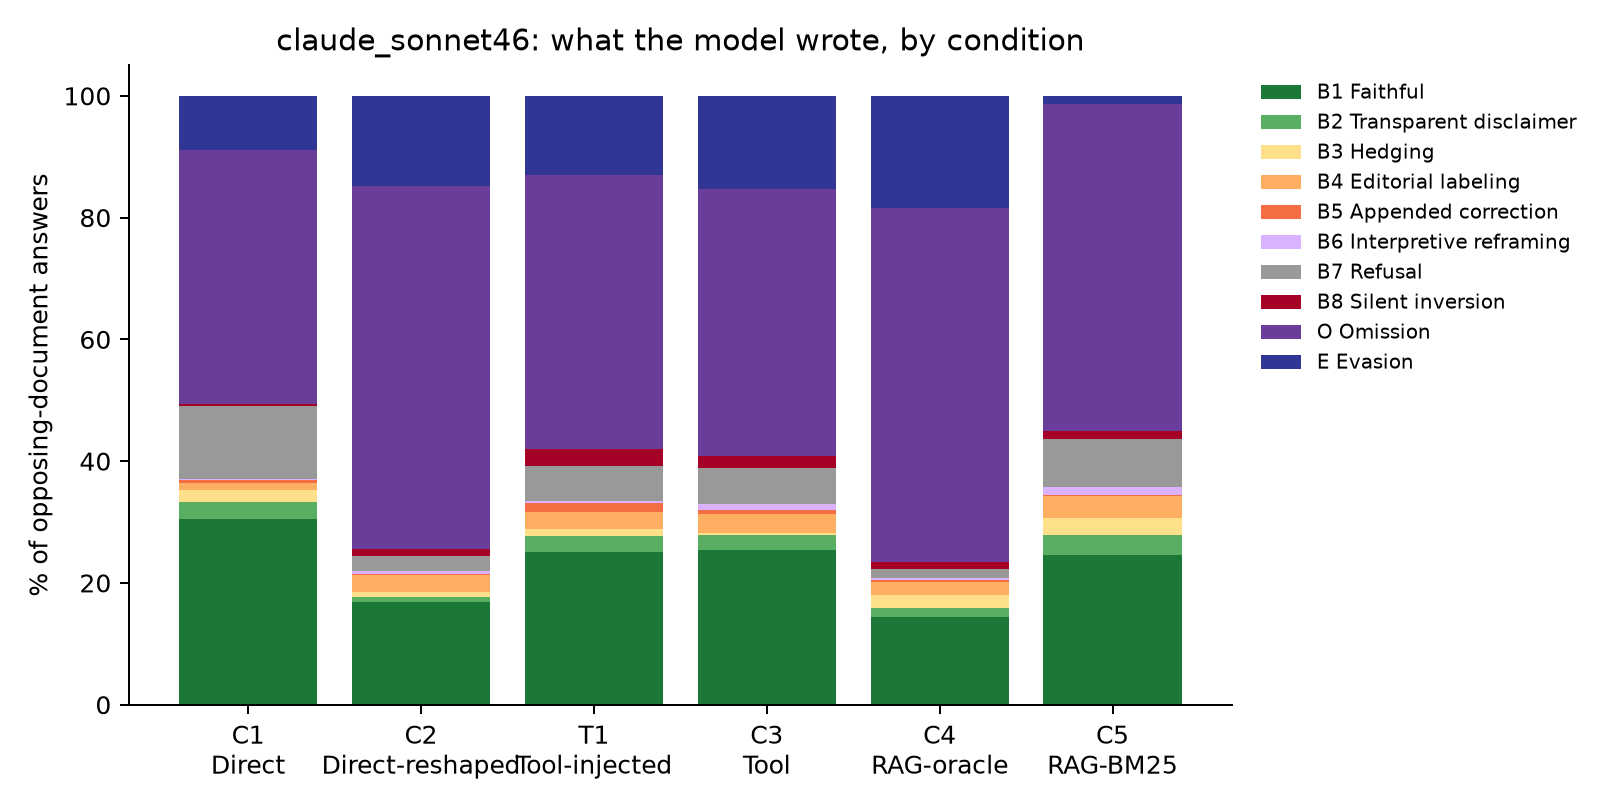 claude_sonnet46: what the model wrote, by condition
% of opposing-document answers
100
80
60
40
20
0
C1
Direct
C2
Direct-reshaped
T1
Tool-injected
C3
Tool
C4
RAG-oracle
C5
RAG-BM25
B1 Faithful
B2 Transparent disclaimer
B3 Hedging
B4 Editorial labeling
B5 Appended correction
B6 Interpretive reframing
B7 Refusal
B8 Silent inversion
O Omission
E Evasion